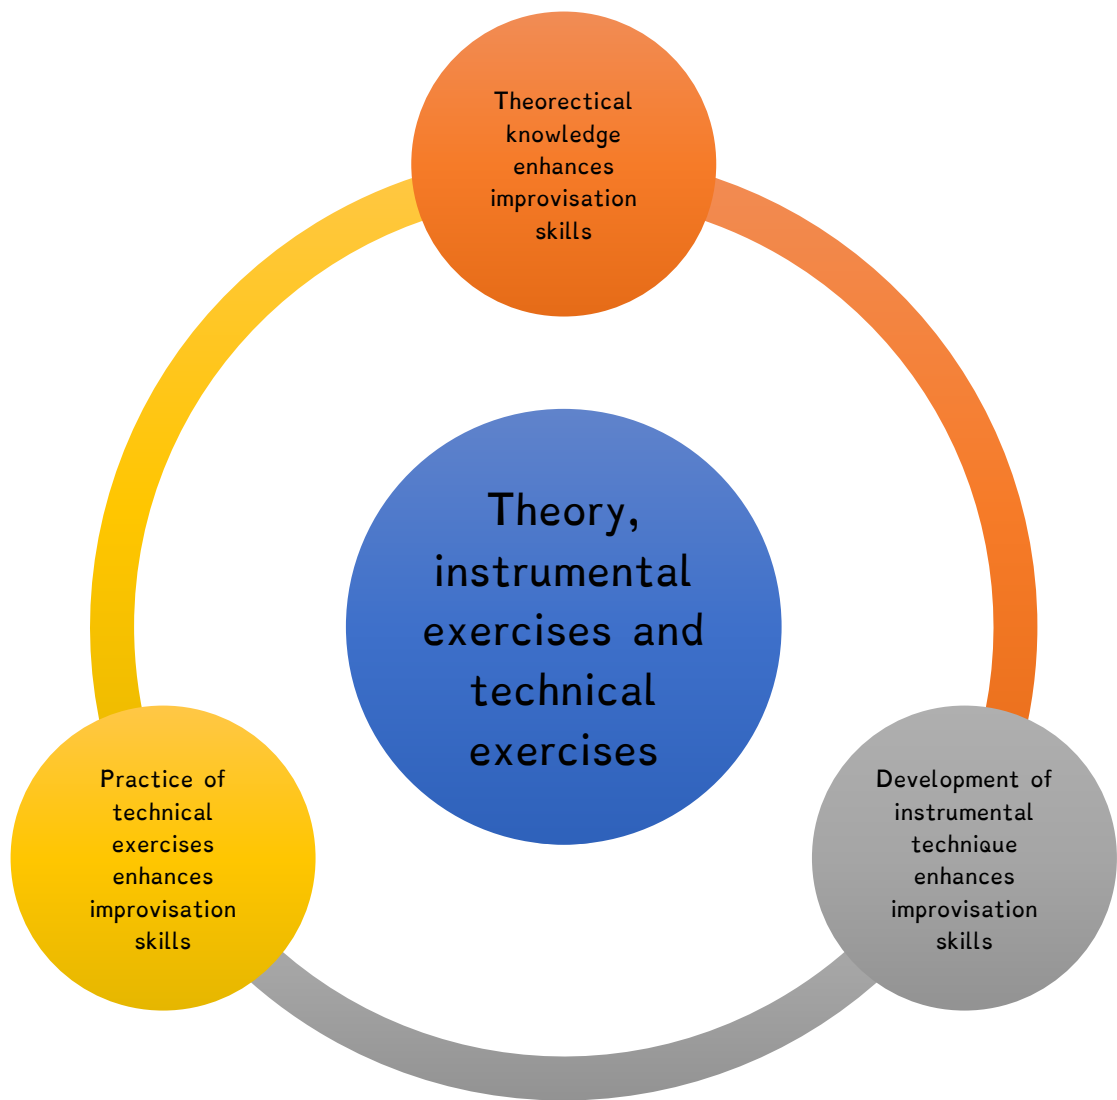 Theorectical
knowledge
enhances
improvisation
skills
Theory,
instrumental
exercises and
technical
exercises
Practice of
technical
exercises
enhances
improvisation
skills
Development of
instrumental
technique
enhances
improvisation
skills